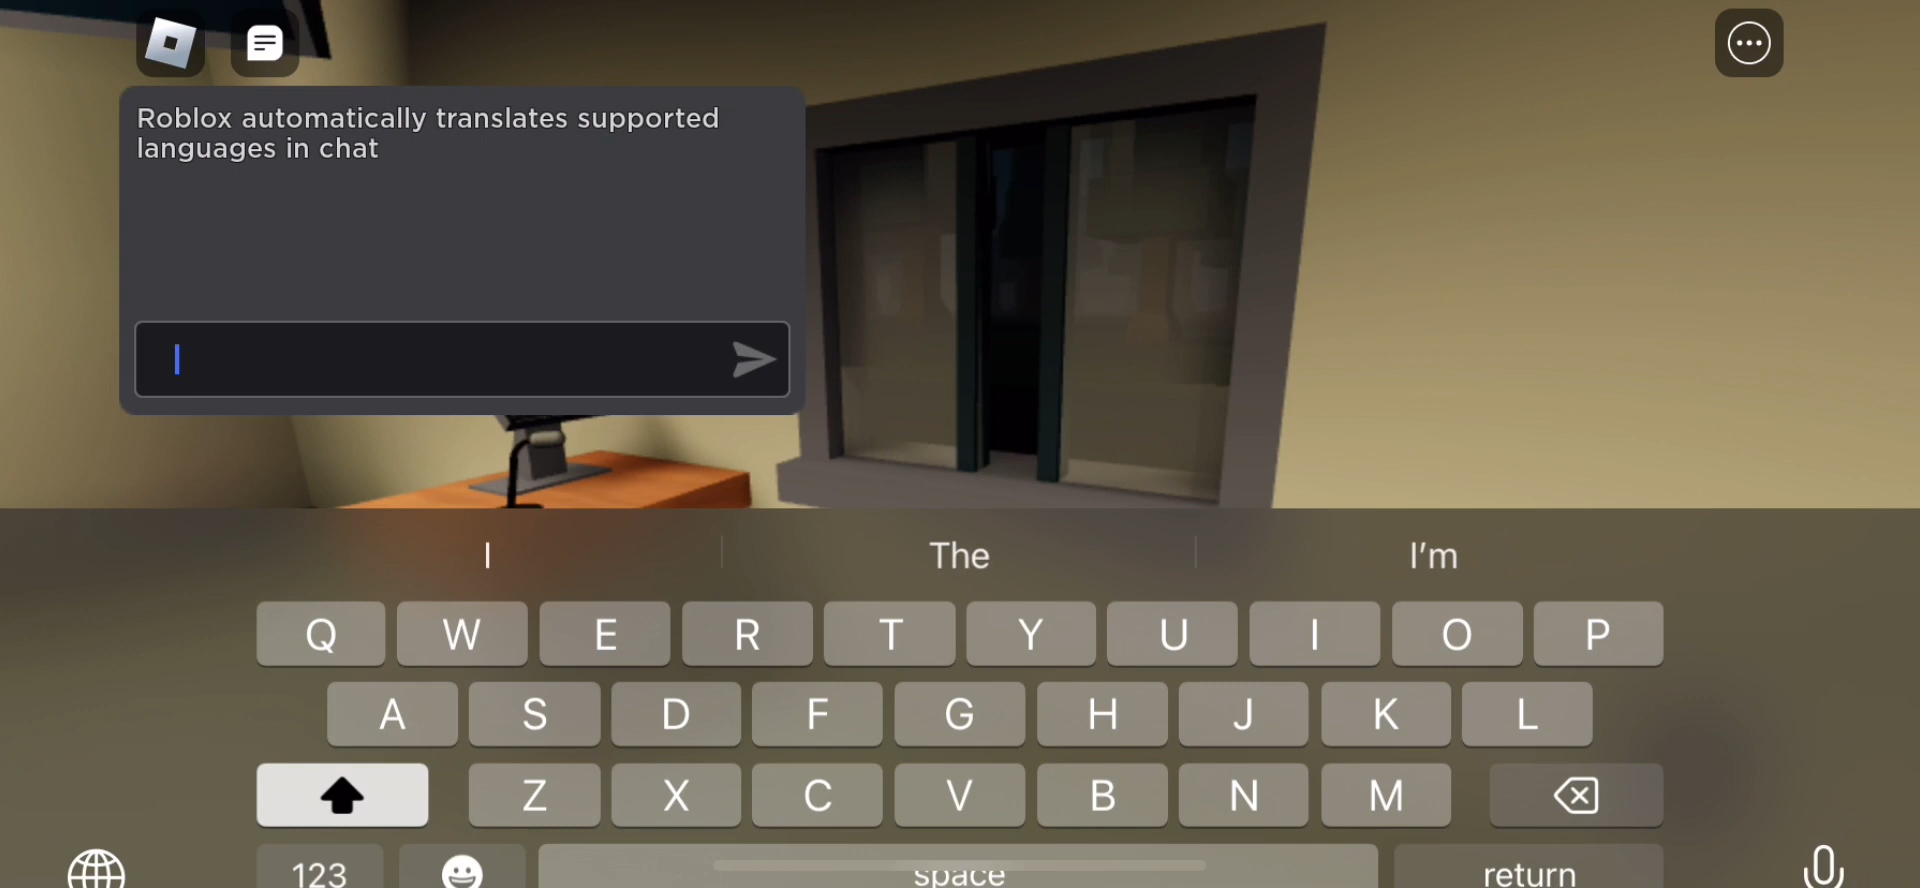 Roblox automatically translates supported
languages in chat
I The I'm
Q W E R T Y U I O P
A S D F G H J K L
Z X C V B N M
123 space return